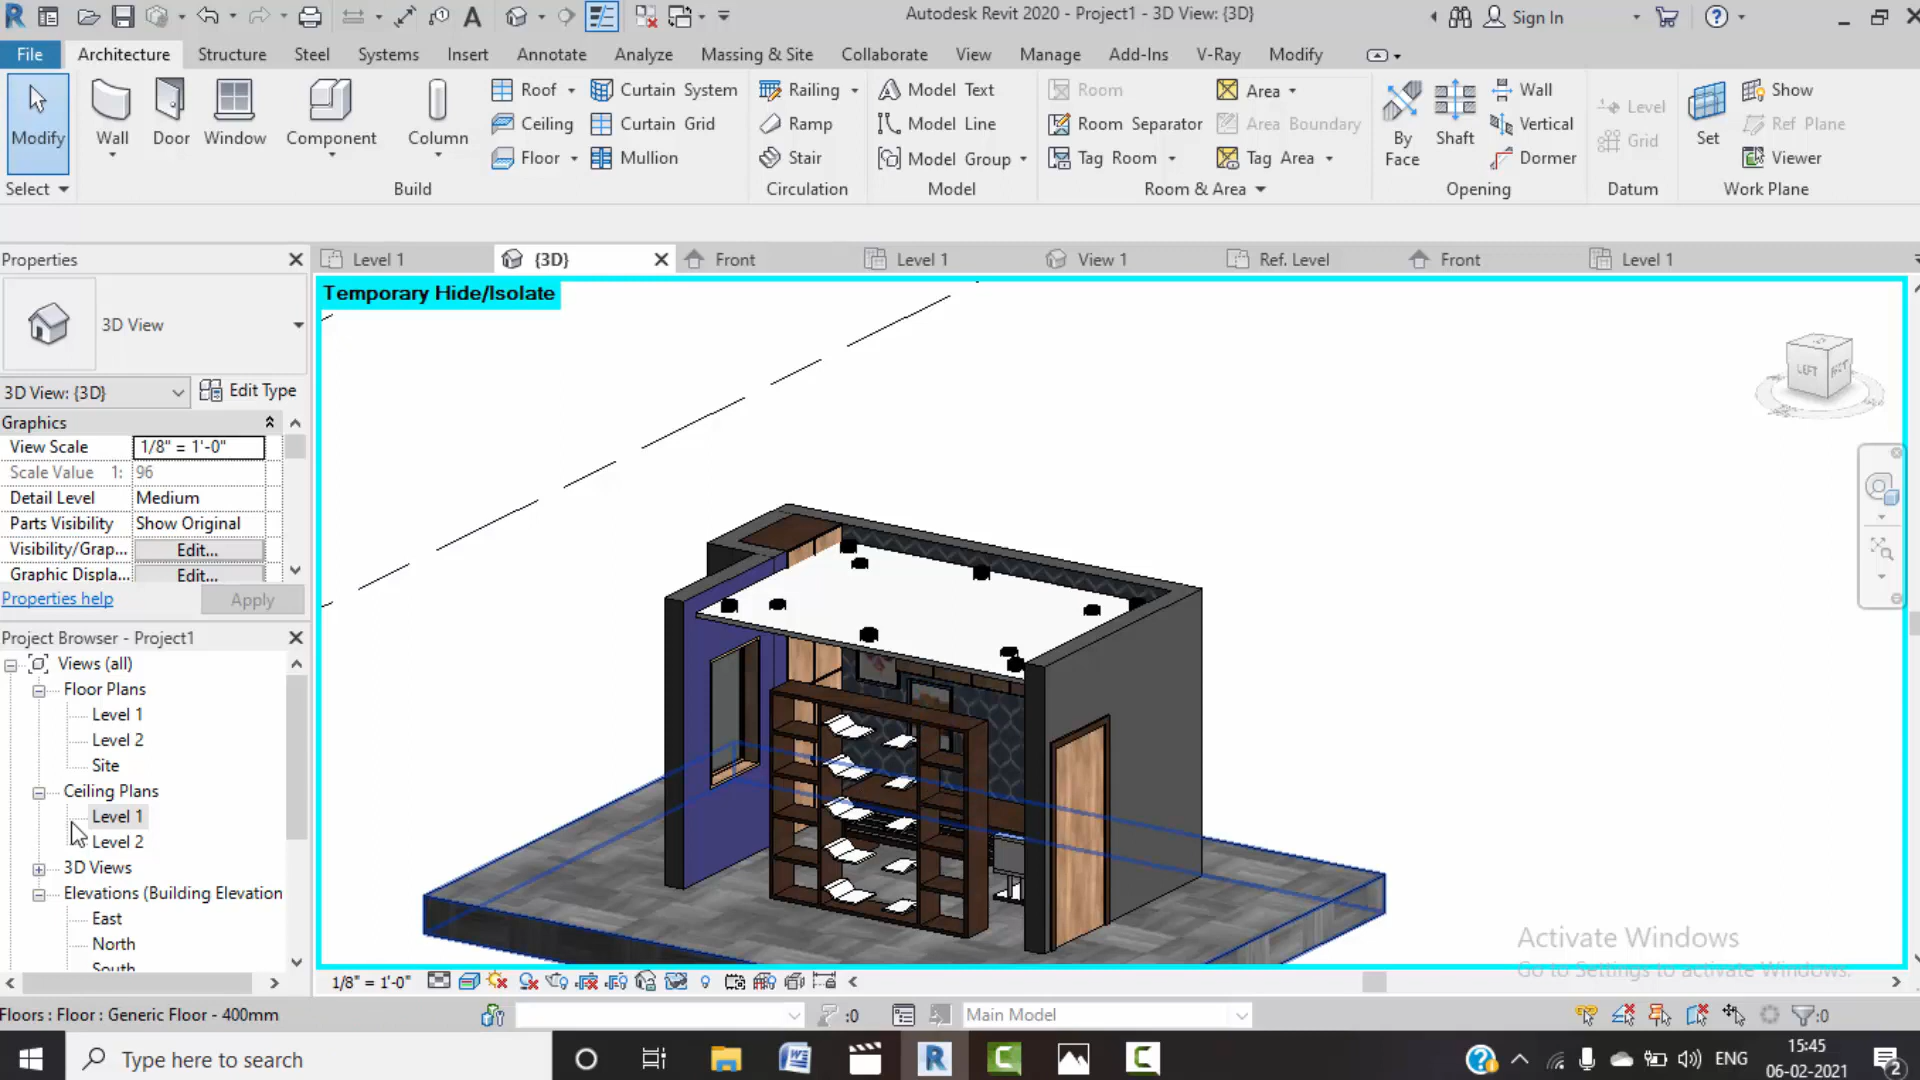 Autodesk Revit 2020 - Project1 - 3D View: {3D}
Sign In
File
Architecture
Structure
Steel
Systems
Insert
Annotate
Analyze
Massing & Site
Collaborate
View
Manage
Add-Ins
V-Ray
Modify
Modify
Wall
Door
Window
Component
Column
Roof
Ceiling
Floor
Curtain System
Curtain Grid
Mullion
Railing
Ramp
Stair
Model Text
Model Line
Model Group
Room
Room Separator
Tag Room
Area
Area Boundary
Tag Area
By Face
Shaft
Wall
Vertical
Dormer
Level
Grid
Set
Show
Ref Plane
Viewer
Select
Build
Circulation
Model
Room & Area
Opening
Datum
Work Plane
Properties
Level 1
{3D}
Front
Level 1
View 1
Ref. Level
Front
Level 1
Temporary Hide/Isolate
3D View
3D View: {3D}
Edit Type
Graphics
View Scale 1/8" = 1'-0"
Scale Value 1: 96
Detail Level Medium
Parts Visibility Show Original
Visibility/Grap... Edit...
Graphic Displa... Edit...
Properties help
Apply
LEFT
Project Browser - Project1
Views (all)
Floor Plans
Level 1
Level 2
Site
Ceiling Plans
Level 1
Level 2
3D Views
Elevations (Building Elevation
East
North
South
Activate Windows
Go to Settings to activate Windows.
1/8" = 1'-0"
Floors : Floor : Generic Floor - 400mm
:0
Main Model
:0
Type here to search
ENG
15:45
06-02-2021
2